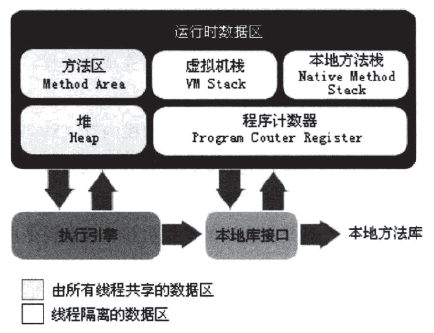 运行时数据区
方法区
Method Area
虚拟机栈
VM Stack
本地方法栈
Native Method
Stack
堆
Heap
程序计数器
Program Couter Register
执行引擎
本地库接口
本地方法库
由所有线程共享的数据区
线程隔离的数据区